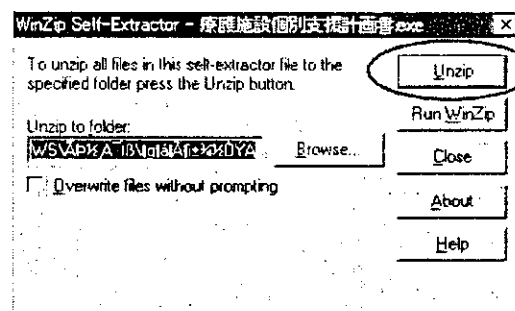 WinZip Self-Extractor - 療護施設個別支援計画書.exe
To unzip all files in this self-extractor file to the
specified folder press the Unzip button.
Unzip to folder:
Browse...
Overwrite files without prompting
Unzip
Run WinZip
Close
About
Help